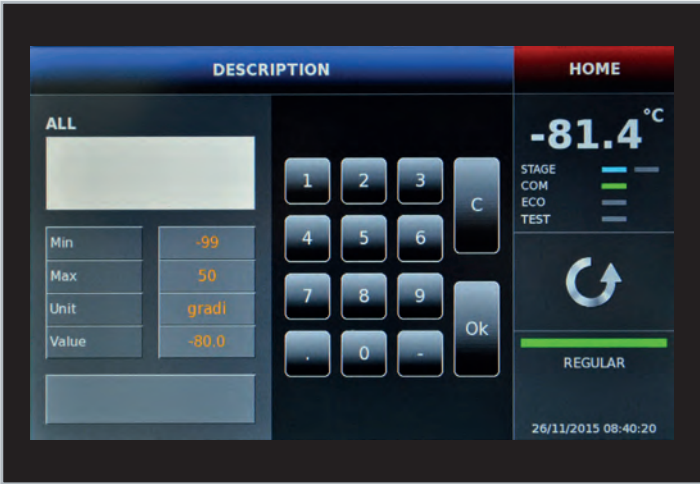 DESCRIPTION
HOME
ALL
Min -99
Max 50
Unit gradi
Value -80.0
1 2 3 C
4 5 6
7 8 9 Ok
. 0 -
-81.4 °C
STAGE
COM
ECO
TEST
REGULAR
26/11/2015 08:40:20